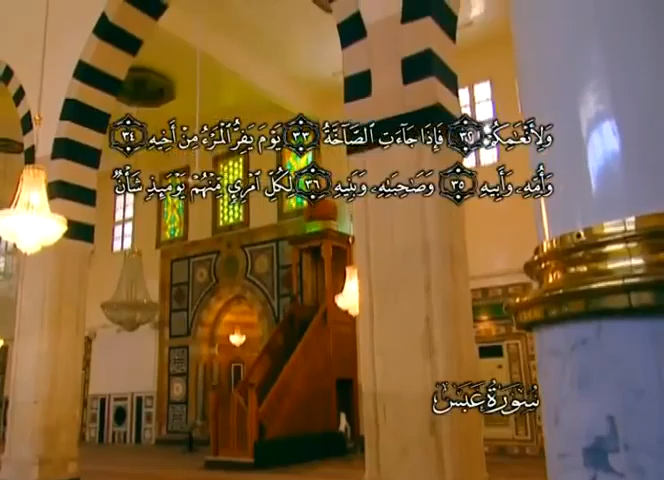 وَلِأَنْعَـٰمِكُمْ ٣٢ فَإِذَا جَآءَتِ ٱلصَّآخَّةُ ٣٣ يَوْمَ يَفِرُّ ٱلْمَرْءُ مِنْ أَخِيهِ ٣٤
وَأُمِّهِۦ وَأَبِيهِ ٣٥ وَصَـٰحِبَتِهِۦ وَبَنِيهِ ٣٦ لِكُلِّ ٱمْرِئٍ مِّنْهُمْ يَوْمَئِذٍ شَأْنٌ
سُورَةُ عَبَسَ